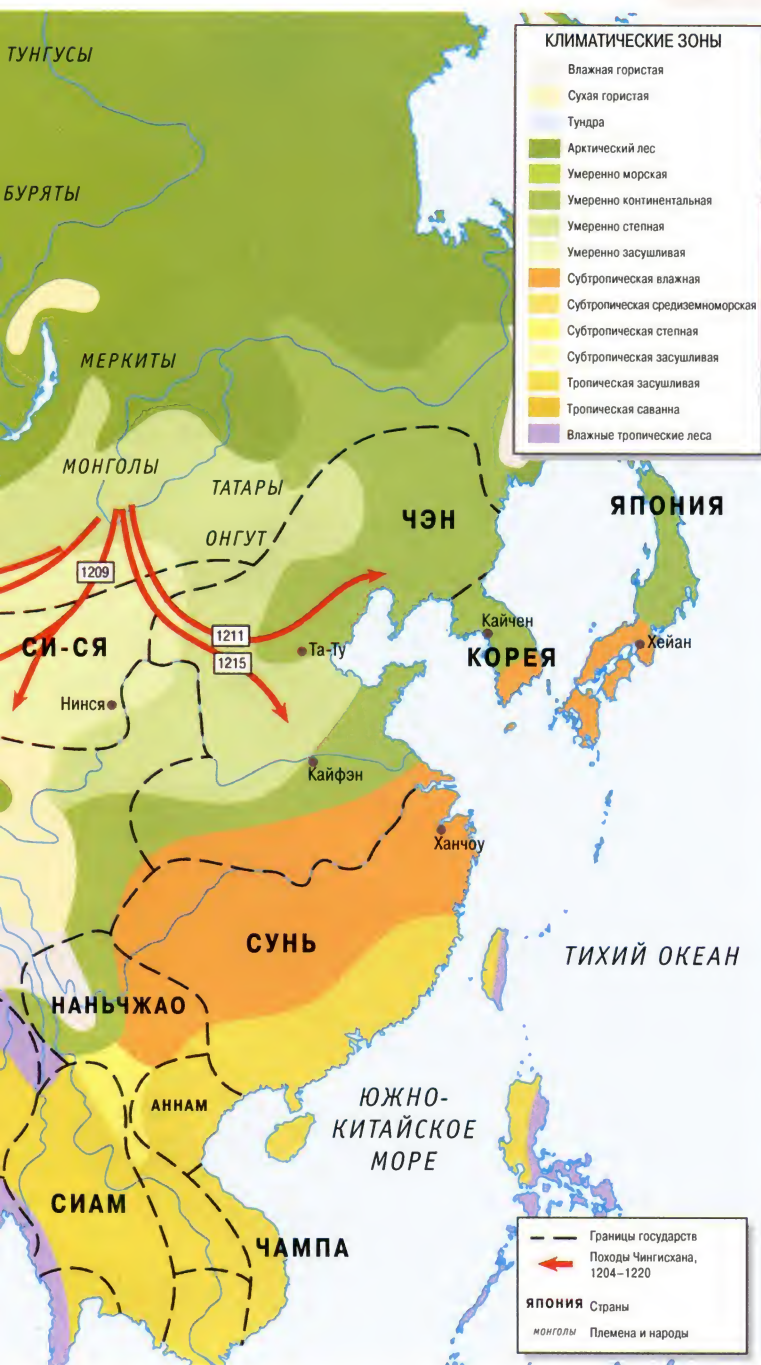 ТУНГУСЫ
БУРЯТЫ
МЕРКИТЫ
МОНГОЛЫ
ТАТАРЫ
ОНГУТ
ЧЭН
ЯПОНИЯ
1209
1211
1215
СИ-СЯ
Та-Ту
Кайчен
КОРЕЯ
Хейан
Нинся
Кайфэн
Ханчоу
СУНЬ
ТИХИЙ ОКЕАН
НАНЬЧЖАО
АННАМ
ЮЖНО-
КИТАЙСКОЕ
МОРЕ
СИАМ
ЧАМПА
КЛИМАТИЧЕСКИЕ ЗОНЫ
Влажная гористая
Сухая гористая
Тундра
Арктический лес
Умеренно морская
Умеренно континентальная
Умеренно степная
Умеренно засушливая
Субтропическая влажная
Субтропическая средиземноморская
Субтропическая степная
Субтропическая засушливая
Тропическая засушливая
Тропическая саванна
Влажные тропические леса
Границы государств
Походы Чингисхана,
1204–1220
ЯПОНИЯ Страны
МОНГОЛЫ Племена и народы